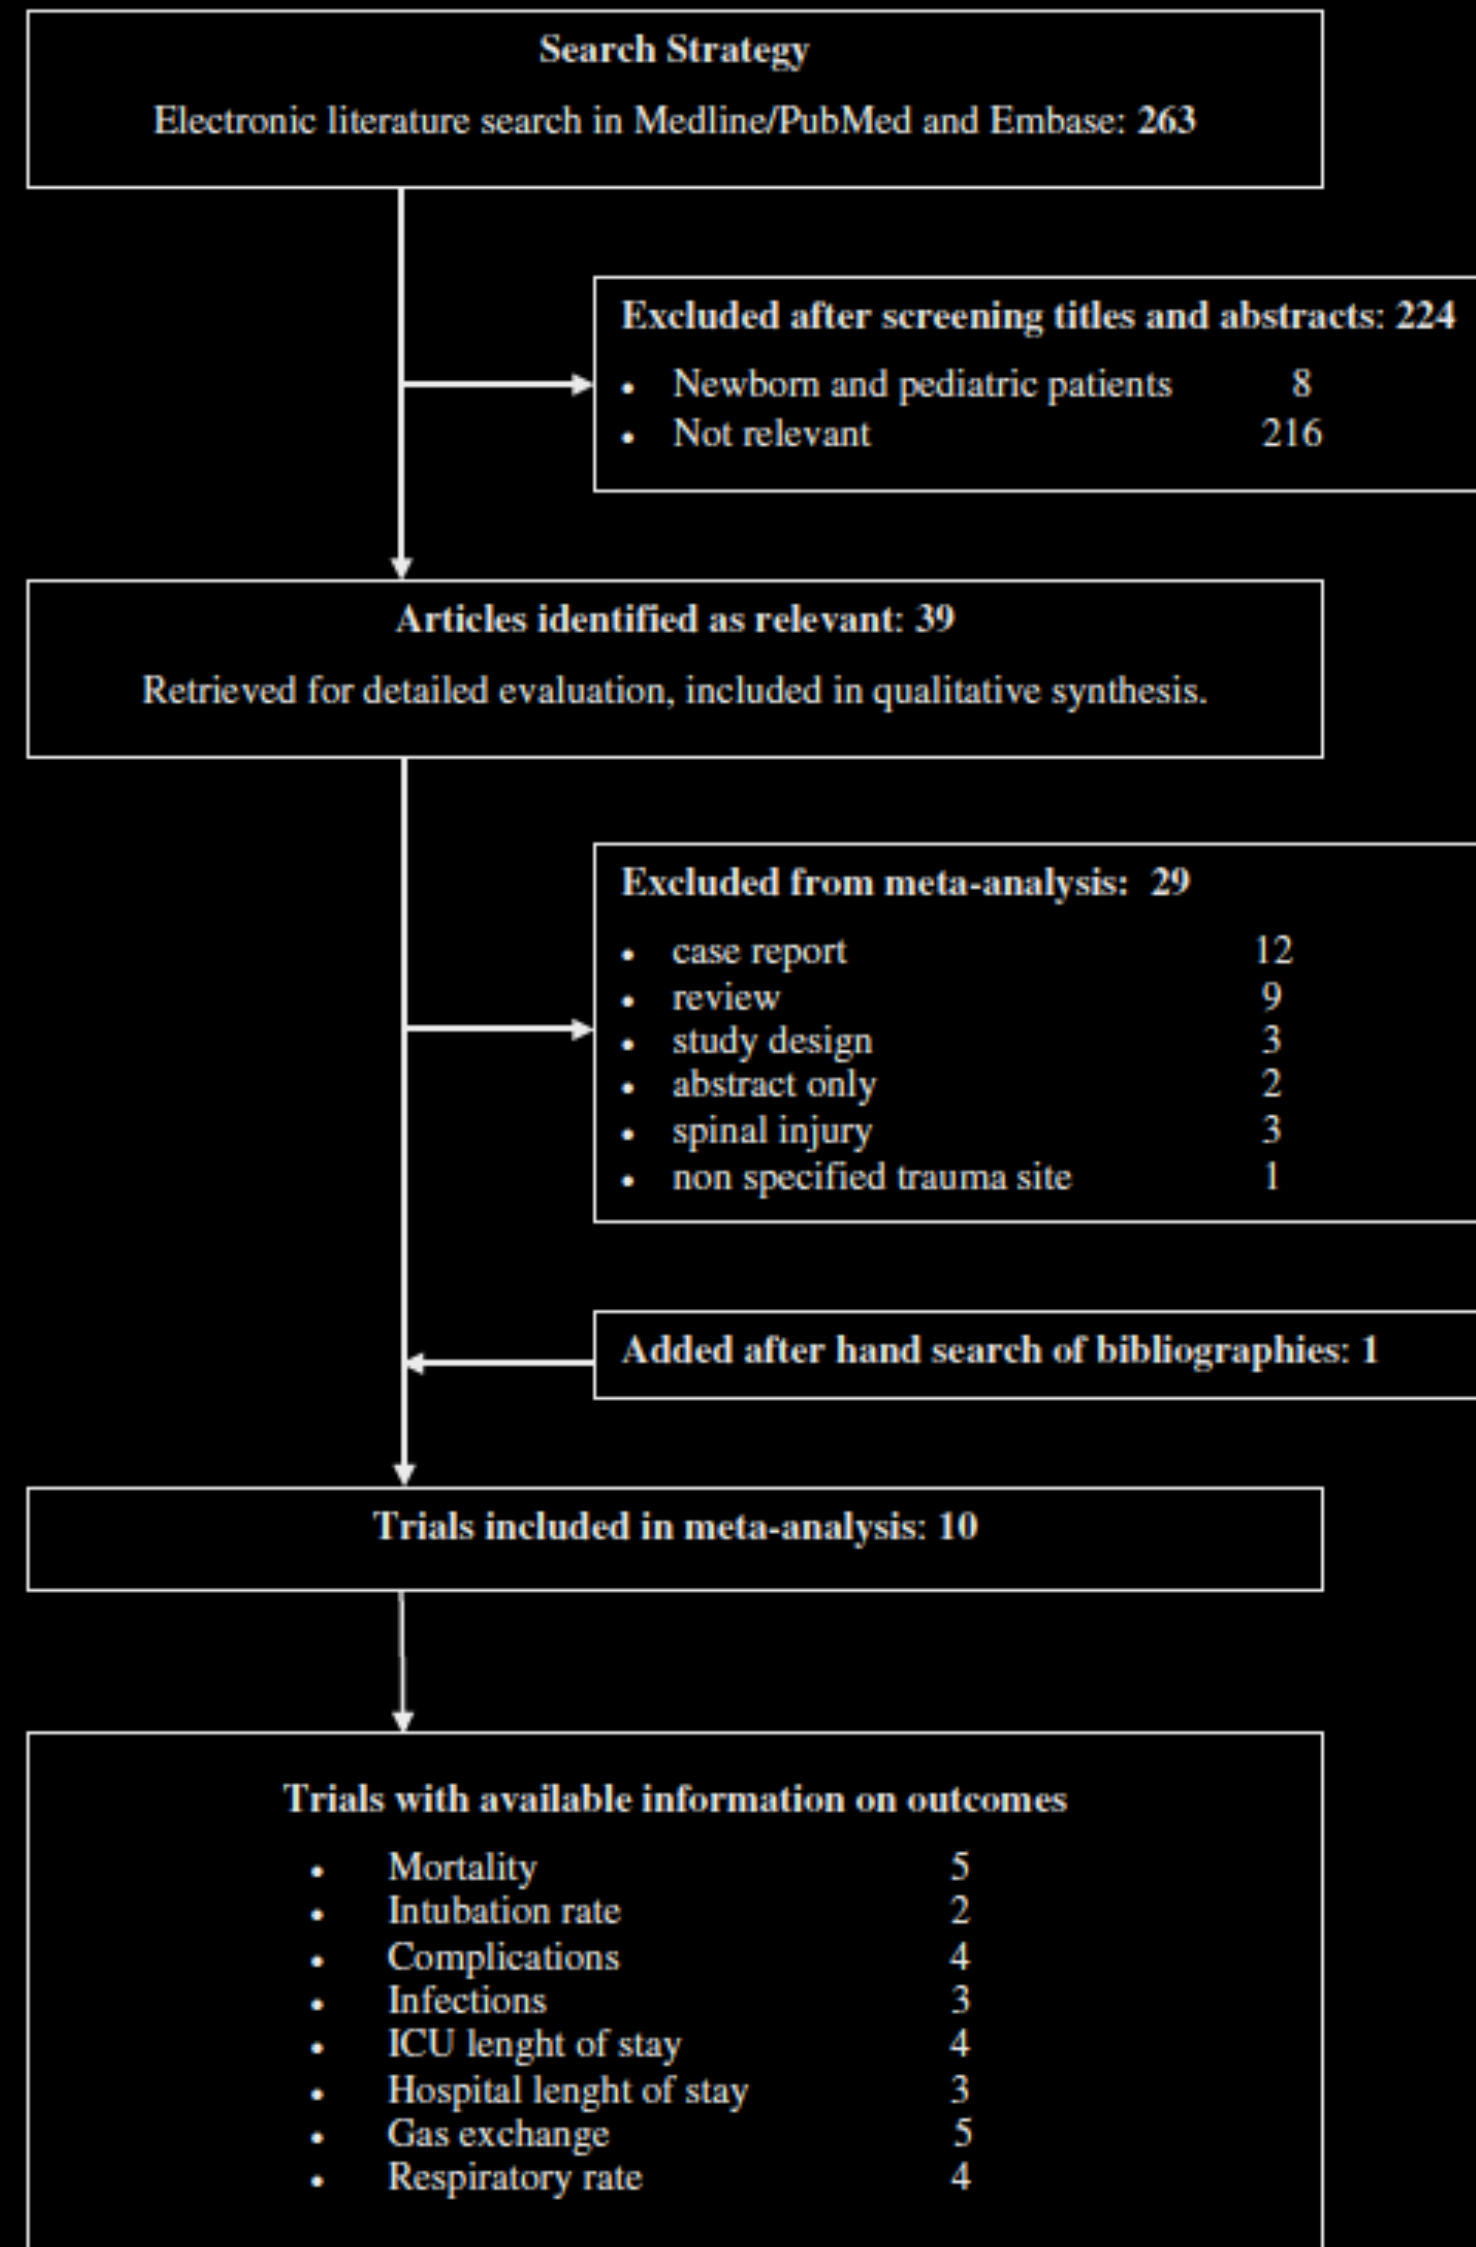 Search Strategy
Electronic literature search in Medline/PubMed and Embase: 263
Excluded after screening titles and abstracts: 224
• Newborn and pediatric patients 8
• Not relevant 216
Articles identified as relevant: 39
Retrieved for detailed evaluation, included in qualitative synthesis.
Excluded from meta-analysis: 29
• case report 12
• review 9
• study design 3
• abstract only 2
• spinal injury 3
• non specified trauma site 1
Added after hand search of bibliographies: 1
Trials included in meta-analysis: 10
Trials with available information on outcomes
• Mortality 5
• Intubation rate 2
• Complications 4
• Infections 3
• ICU lenght of stay 4
• Hospital lenght of stay 3
• Gas exchange 5
• Respiratory rate 4